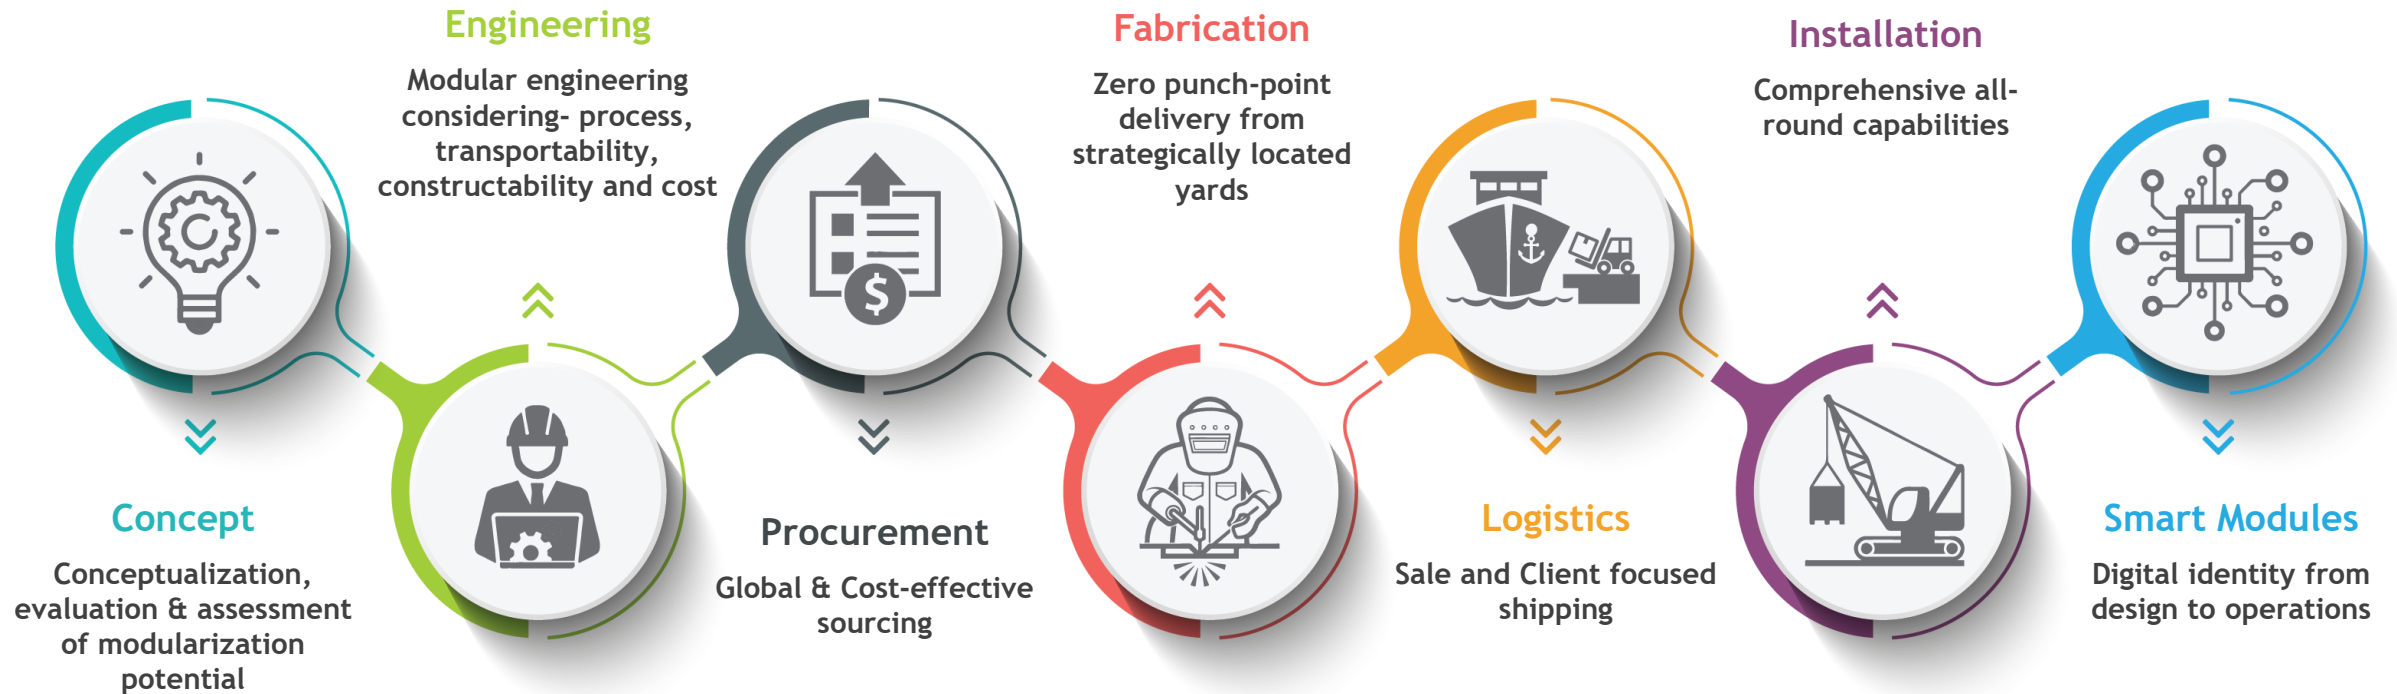 Engineering
Modular engineering
considering- process,
transportability,
constructability and cost
Fabrication
Zero punch-point
delivery from
strategically located
yards
Installation
Comprehensive all-
round capabilities
Concept
Conceptualization,
evaluation & assessment
of modularization
potential
Procurement
Global & Cost-effective
sourcing
$
Logistics
Sale and Client focused
shipping
Smart Modules
Digital identity from
design to operations